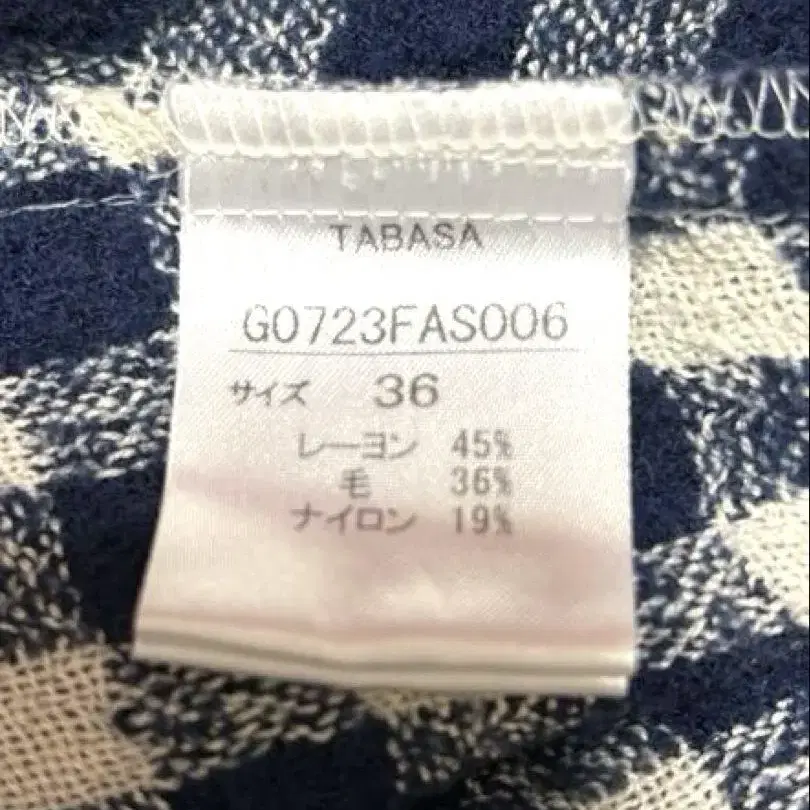 TABASA
G0723FAS006
サイズ 36
レーヨン 45%
毛 36%
ナイロン 19%